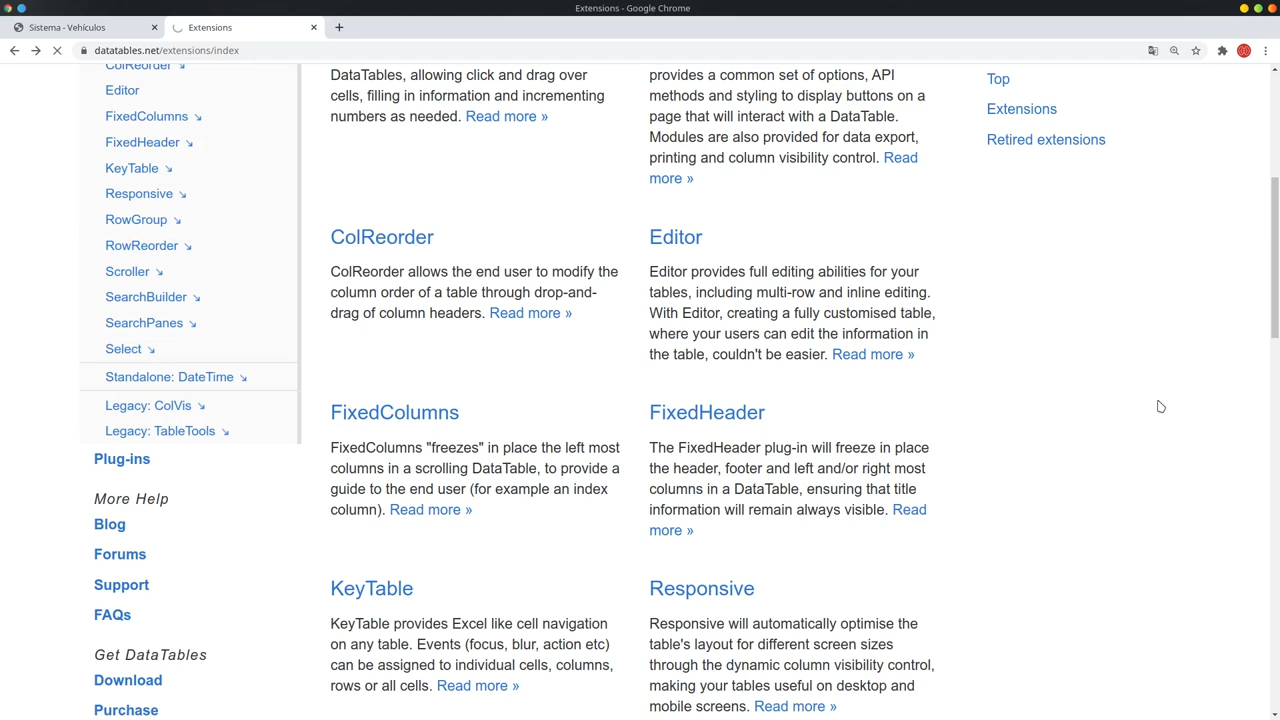 Extensions - Google Chrome
Sistema - Vehículos
Extensions
datatables.net/extensions/index
ColReorder
Editor
FixedColumns
FixedHeader
KeyTable
Responsive
RowGroup
RowReorder
Scroller
SearchBuilder
SearchPanes
Select
Standalone: DateTime
Legacy: ColVis
Legacy: TableTools
Plug-ins
More Help
Blog
Forums
Support
FAQs
Get DataTables
Download
Purchase
DataTables, allowing click and drag over
cells, filling in information and incrementing
numbers as needed. Read more »
provides a common set of options, API
methods and styling to display buttons on a
page that will interact with a DataTable.
Modules are also provided for data export,
printing and column visibility control. Read
more »
ColReorder
ColReorder allows the end user to modify the
column order of a table through drop-and-
drag of column headers. Read more »
Editor
Editor provides full editing abilities for your
tables, including multi-row and inline editing.
With Editor, creating a fully customised table,
where your users can edit the information in
the table, couldn't be easier. Read more »
FixedColumns
FixedColumns "freezes" in place the left most
columns in a scrolling DataTable, to provide a
guide to the end user (for example an index
column). Read more »
FixedHeader
The FixedHeader plug-in will freeze in place
the header, footer and left and/or right most
columns in a DataTable, ensuring that title
information will remain always visible. Read
more »
KeyTable
KeyTable provides Excel like cell navigation
on any table. Events (focus, blur, action etc)
can be assigned to individual cells, columns,
rows or all cells. Read more »
Responsive
Responsive will automatically optimise the
table's layout for different screen sizes
through the dynamic column visibility control,
making your tables useful on desktop and
mobile screens. Read more »
Top
Extensions
Retired extensions